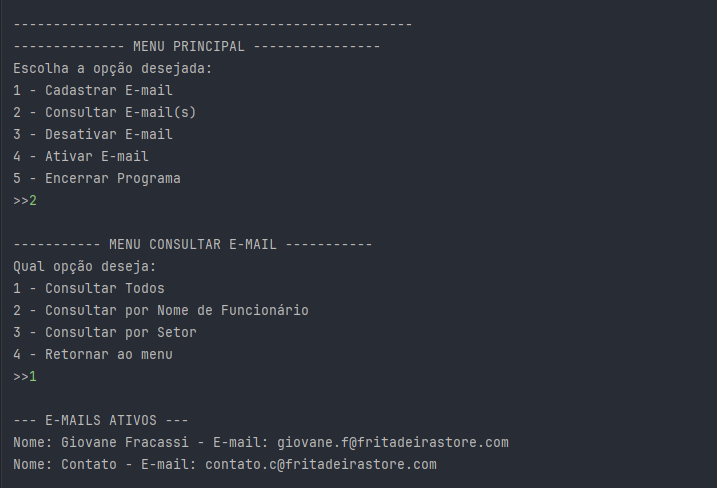 --------------------------------------------------
-------------- MENU PRINCIPAL ----------------
Escolha a opção desejada:
1 - Cadastrar E-mail
2 - Consultar E-mail(s)
3 - Desativar E-mail
4 - Ativar E-mail
5 - Encerrar Programa
>>2
----------- MENU CONSULTAR E-MAIL -----------
Qual opção deseja:
1 - Consultar Todos
2 - Consultar por Nome de Funcionário
3 - Consultar por Setor
4 - Retornar ao menu
>>1
--- E-MAILS ATIVOS ---
Nome: Giovane Fracassi - E-mail: giovane.f@fritadeirastore.com
Nome: Contato - E-mail: contato.c@fritadeirastore.com